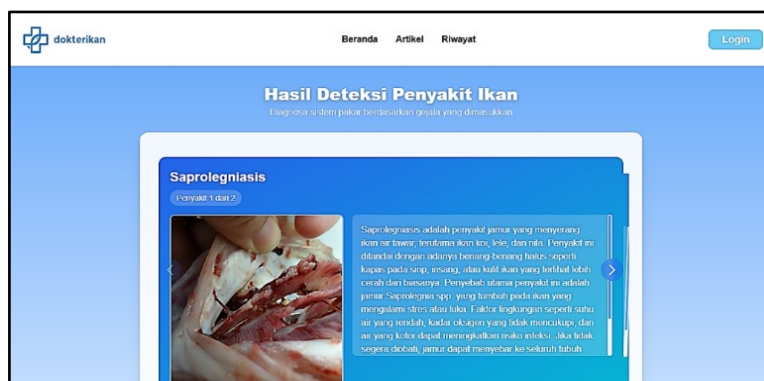 dokterikan
Beranda Artikel Riwayat
Login
Hasil Deteksi Penyakit Ikan
Diagnosa sistem pakar berdasarkan gejala yang dimasukkan
Saprolegniasis
Penyakit 1 dari 2
Saprolegniasis adalah penyakit jamur yang menyerang
ikan air tawar, terutama ikan koi, lele, dan nila. Penyakit ini
ditandai dengan adanya benang-benang halus seperti
kapas pada sirip, insang, atau kulit ikan yang terlihat lebih
cerah dari biasanya. Penyebab utama penyakit ini adalah
jamur Saprolegnia spp. yang tumbuh pada ikan yang
mengalami stres atau luka. Faktor lingkungan seperti suhu
air yang rendah, kadar oksigen yang tidak mencukupi, dan
air yang kotor dapat meningkatkan risiko infeksi. Jika tidak
segera diobati, jamur dapat menyebar ke seluruh tubuh